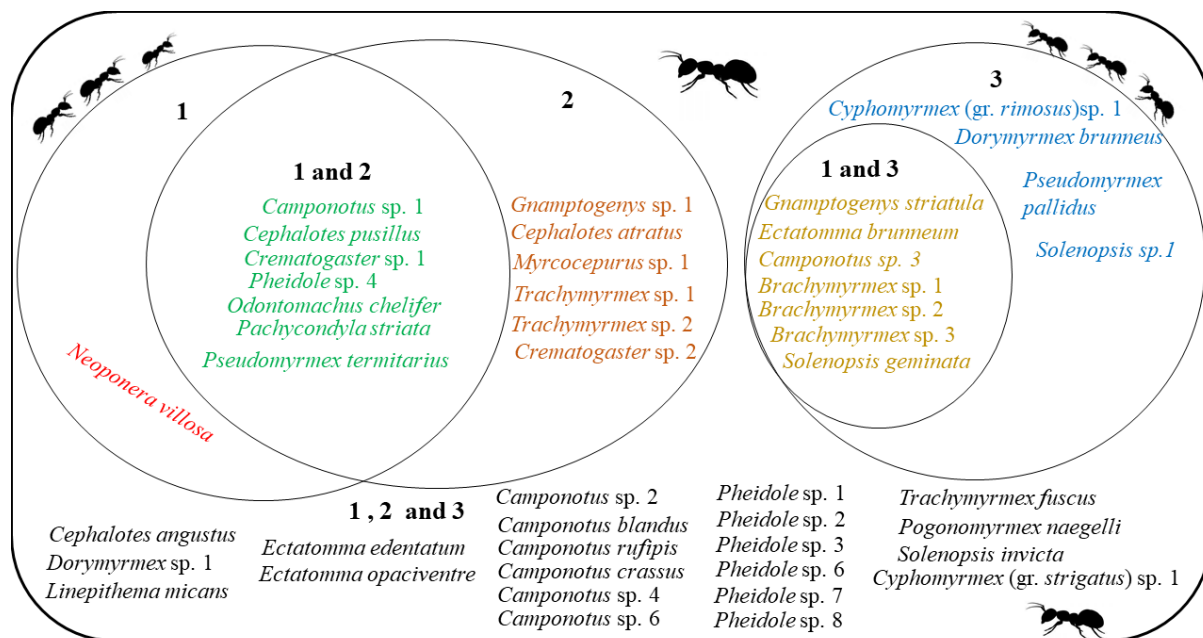 1
1 and 2
Camponotus sp. 1
Cephalotes pusillus
Crematogaster sp. 1
Pheidole sp. 4
Odontomachus chelifer
Pachycondyla striata
Pseudomyrmex termitarius
Neoponera villosa
2
Gnamptogenys sp. 1
Cephalotes atratus
Myrcocepurus sp. 1
Trachymyrmex sp. 1
Trachymyrmex sp. 2
Crematogaster sp. 2
3
Cyphomyrmex (gr. rimosus)sp. 1
Dorymyrmex brunneus
Pseudomyrmex
pallidus
Solenopsis sp.1
1 and 3
Gnamptogenys striatula
Ectatomma brunneum
Camponotus sp. 3
Brachymyrmex sp. 1
Brachymyrmex sp. 2
Brachymyrmex sp. 3
Solenopsis geminata
1 , 2 and 3
Cephalotes angustus
Dorymyrmex sp. 1
Linepithema micans
Ectatomma edentatum
Ectatomma opaciventre
Camponotus sp. 2
Camponotus blandus
Camponotus rufipis
Camponotus crassus
Camponotus sp. 4
Camponotus sp. 6
Pheidole sp. 1
Pheidole sp. 2
Pheidole sp. 3
Pheidole sp. 6
Pheidole sp. 7
Pheidole sp. 8
Trachymyrmex fuscus
Pogonomyrmex naegelli
Solenopsis invicta
Cyphomyrmex (gr. strigatus) sp. 1